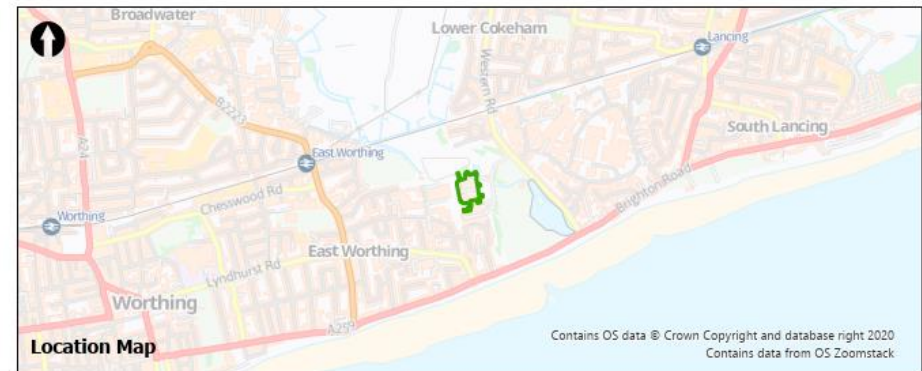 Broadwater
Lower Cokeham
Lancing
Western Rd
B2223
A24
South Lancing
East Worthing
Chesswood Rd
Brighton Road
Worthing
East Worthing
Lyndhurst Rd
Worthing
A259
Location Map
Contains OS data © Crown Copyright and database right 2020
Contains data from OS Zoomstack